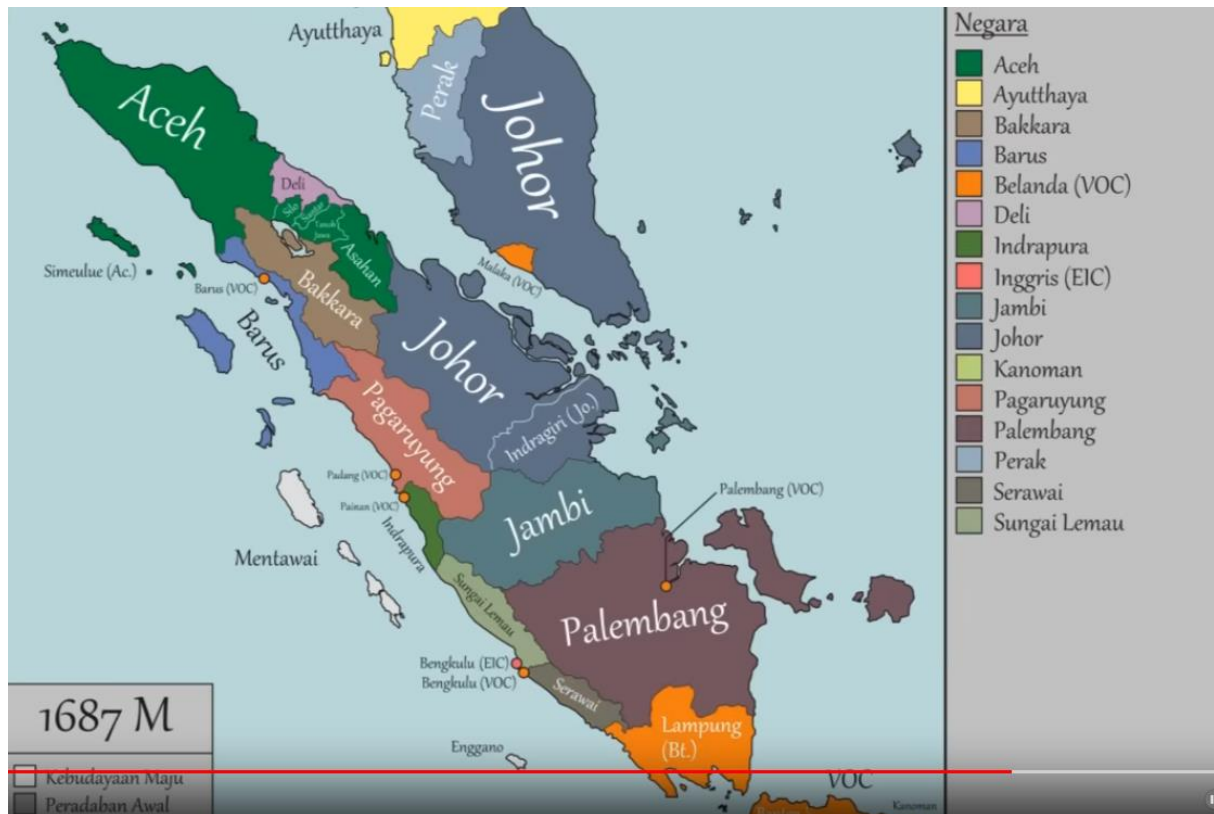 Ayutthaya
Aceh
Perak
Johor
Deli
Silo
Tanoh
Jawa
Asahan
Simeulue (Ac.)
Barus (VOC)
Malaka (VOC)
Bakkara
Barus
Johor
Pagaruyung
Indragiri (Jo.)
Padang (VOC)
Painan (VOC)
Indrapura
Jambi
Palembang (VOC)
Mentawai
Sungai Lemau
Palembang
Bengkulu (EIC)
Bengkulu (VOC)
Serawai
Enggano
Lampung
(Bt.)
VOC
Kanoman
1687 M
Kebudayaan Maju
Peradaban Awal
Negara
Aceh
Ayutthaya
Bakkara
Barus
Belanda (VOC)
Deli
Indrapura
Inggris (EIC)
Jambi
Johor
Kanoman
Pagaruyung
Palembang
Perak
Serawai
Sungai Lemau